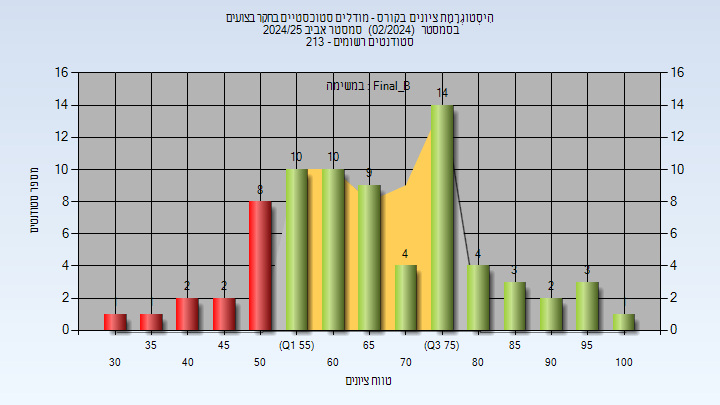 היסטוגרמת ציונים בקורס - מודלים סטוכסטיים בחקר בצועים
בסמסטר (02/2024) סמסטר אביב 2024/25
סטודנטים רשומים - 213
במשימה : Final_B
16 16
14 14 14
12 12
10 10 10 10
9
8 8 8
6 6
4 4 4 4
3 3
2 2 2 2 2
0 0
מספר סטודנטים
35 45 (Q1 55) 65 (Q3 75) 85 95
30 40 50 60 70 80 90 100
טווח ציונים